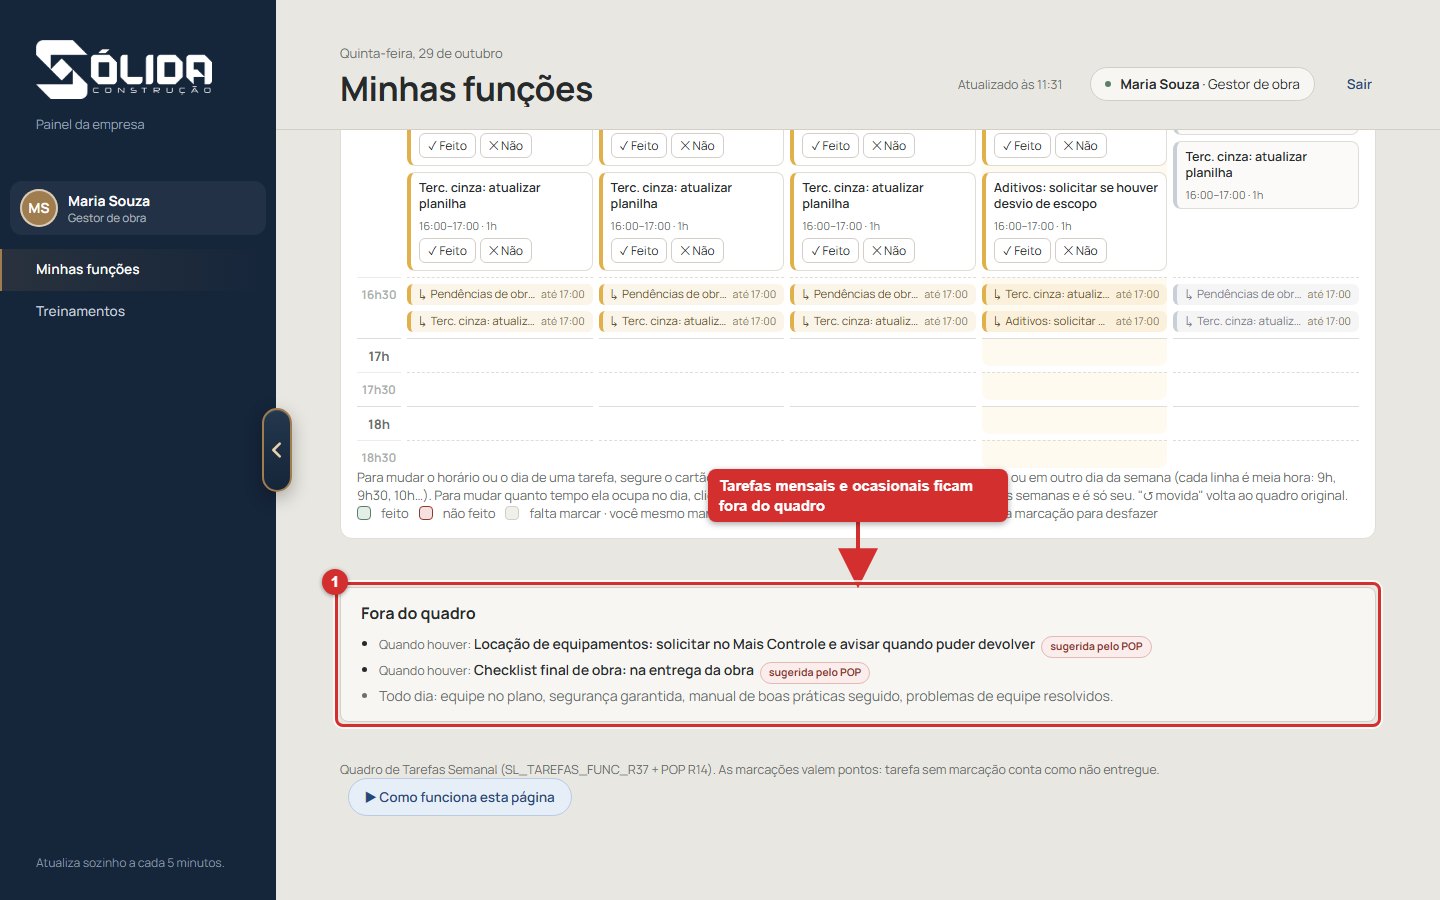 SÓLIDA
CONSTRUÇÃO
Painel da empresa
MS
Maria Souza
Gestor de obra
Minhas funções
Treinamentos
Atualiza sozinho a cada 5 minutos.
Quinta-feira, 29 de outubro
Minhas funções
Atualizado às 11:31
Maria Souza · Gestor de obra
Sair
✓ Feito ✕ Não
✓ Feito ✕ Não
✓ Feito ✕ Não
✓ Feito ✕ Não
Terc. cinza: atualizar
planilha
16:00–17:00 · 1h
✓ Feito ✕ Não
Terc. cinza: atualizar
planilha
16:00–17:00 · 1h
✓ Feito ✕ Não
Terc. cinza: atualizar
planilha
16:00–17:00 · 1h
✓ Feito ✕ Não
Aditivos: solicitar se houver
desvio de escopo
16:00–17:00 · 1h
✓ Feito ✕ Não
Terc. cinza: atualizar
planilha
16:00–17:00 · 1h
16h30
↳ Pendências de obr... até 17:00
↳ Pendências de obr... até 17:00
↳ Pendências de obr... até 17:00
↳ Terc. cinza: atualiz... até 17:00
↳ Pendências de obr... até 17:00
↳ Terc. cinza: atualiz... até 17:00
↳ Terc. cinza: atualiz... até 17:00
↳ Terc. cinza: atualiz... até 17:00
↳ Aditivos: solicitar ... até 17:00
↳ Terc. cinza: atualiz... até 17:00
17h
17h30
18h
18h30
Para mudar o horário ou o dia de uma tarefa, segure o cartã ou em outro dia da semana (cada linha é meia hora: 9h,
9h30, 10h...). Para mudar quanto tempo ela ocupa no dia, cli s semanas e é só seu. "↺ movida" volta ao quadro original.
feito não feito falta marcar · você mesmo mar a marcação para desfazer
Tarefas mensais e ocasionais ficam
fora do quadro
1
Fora do quadro
• Quando houver: Locação de equipamentos: solicitar no Mais Controle e avisar quando puder devolver sugerida pelo POP
• Quando houver: Checklist final de obra: na entrega da obra sugerida pelo POP
• Todo dia: equipe no plano, segurança garantida, manual de boas práticas seguido, problemas de equipe resolvidos.
Quadro de Tarefas Semanal (SL_TAREFAS_FUNC_R37 + POP R14). As marcações valem pontos: tarefa sem marcação conta como não entregue.
▶ Como funciona esta página